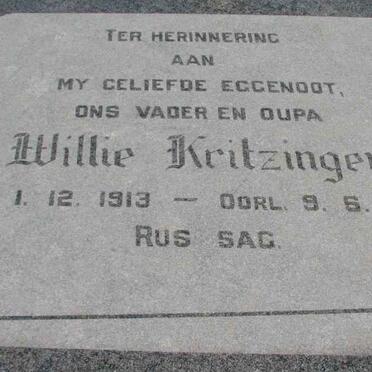 TER HERINNERING
AAN
MY GELIEFDE EGGENOOT,
ONS VADER EN OUPA
Willie Kritzinger
1. 12. 1913 — OORL. 9. 6.
RUS SAG.